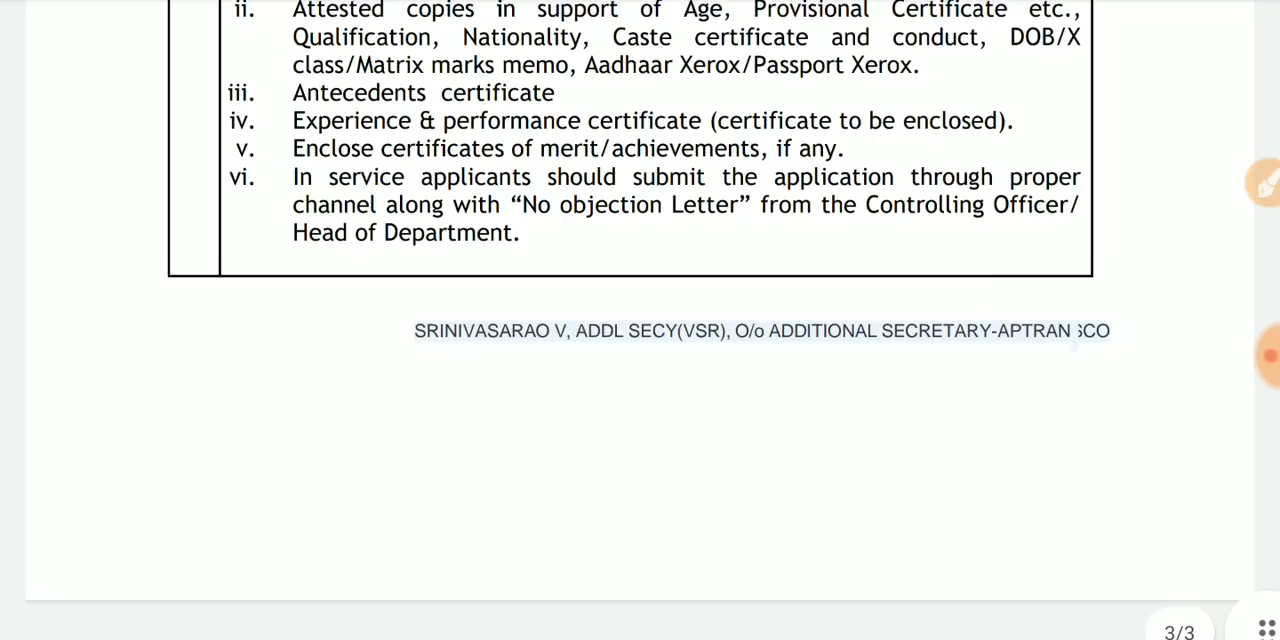 ii. Attested copies in support of Age, Provisional Certificate etc.,
Qualification, Nationality, Caste certificate and conduct, DOB/X
class/Matrix marks memo, Aadhaar Xerox/Passport Xerox.
iii. Antecedents certificate
iv. Experience & performance certificate (certificate to be enclosed).
v. Enclose certificates of merit/achievements, if any.
vi. In service applicants should submit the application through proper
channel along with “No objection Letter” from the Controlling Officer/
Head of Department.
SRINIVASARAO V, ADDL SECY(VSR), O/o ADDITIONAL SECRETARY-APTRANSCO
3/3